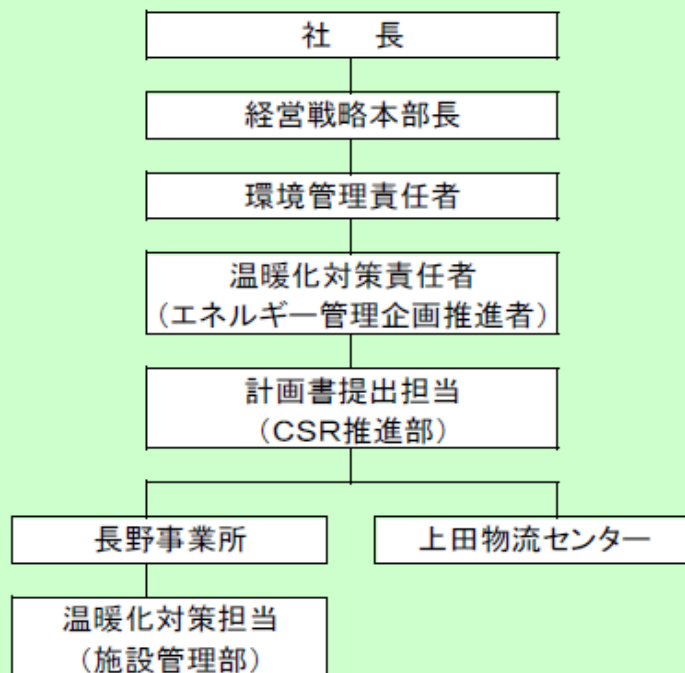 社　長
経営戦略本部長
環境管理責任者
温暖化対策責任者
（エネルギー管理企画推進者）
計画書提出担当
（CSR推進部）
長野事業所
上田物流センター
温暖化対策担当
（施設管理部）